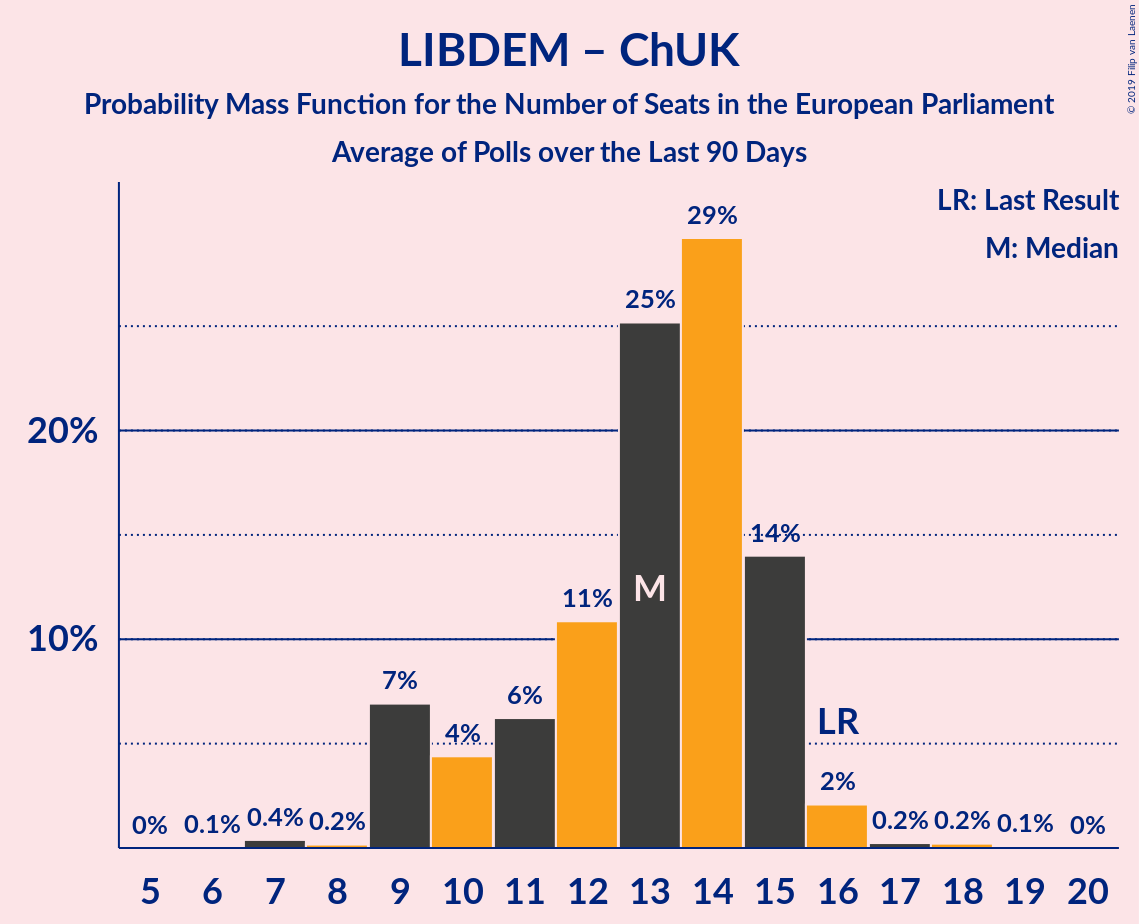 LIBDEM – ChUK
Probability Mass Function for the Number of Seats in the European Parliament
Average of Polls over the Last 90 Days
© 2019 Filip van Laenen
LR: Last Result
M: Median
20%
10%
0%
0.1%
0.4%
0.2%
7%
4%
6%
11%
25%
29%
14%
2%
0.2%
0.2%
0.1%
0%
M
LR
5 6 7 8 9 10 11 12 13 14 15 16 17 18 19 20